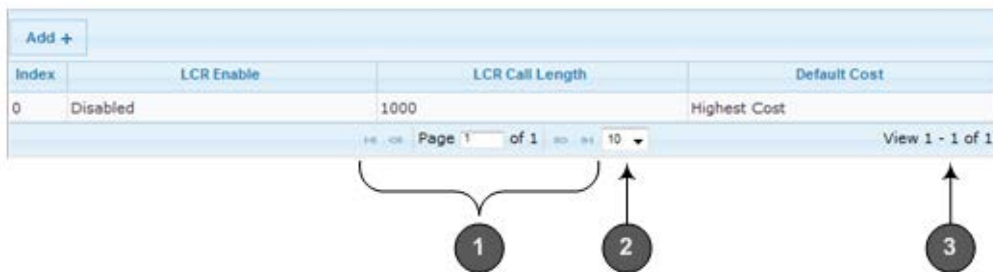 Add +
Index LCR Enable LCR Call Length Default Cost
0 Disabled 1000 Highest Cost
Page 1 of 1 10 View 1 - 1 of 1
1 2 3